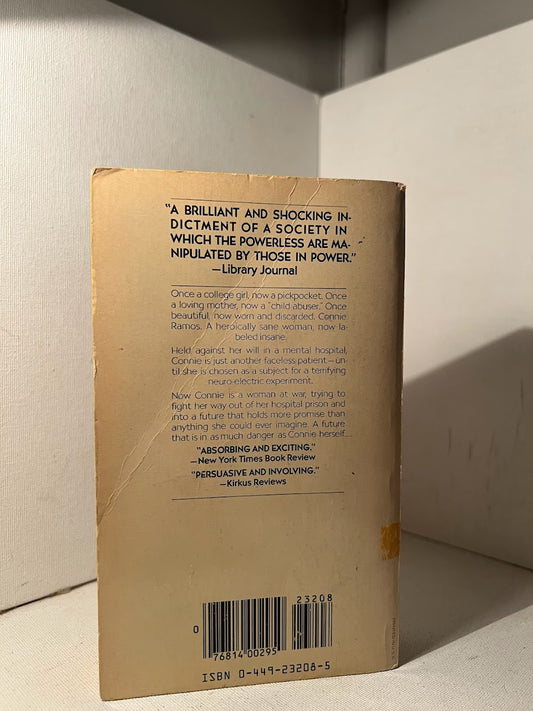 "A BRILLIANT AND SHOCKING IN-
DICTMENT OF A SOCIETY IN
WHICH THE POWERLESS ARE MA-
NIPULATED BY THOSE IN POWER."
—Library Journal
Once a college girl, now a pickpocket. Once
a loving mother, now a "child-abuser." Once
beautiful, now worn and discarded. Connie
Ramos. A heroically sane woman, now la-
beled insane.
Held against her will in a mental hospital,
Connie is just another faceless patient—un-
til she is chosen as a subject for a terrifying
neuro-electric experiment.
Now Connie is a woman at war, trying to
fight her way out of her hospital prison and
into a future that holds more promise than
anything she could ever imagine. A future
that is in as much danger as Connie herself....
"ABSORBING AND EXCITING."
—New York Times Book Review
"PERSUASIVE AND INVOLVING."
—Kirkus Reviews
23208
0
76814 00295
ISBN 0-449-23208-5